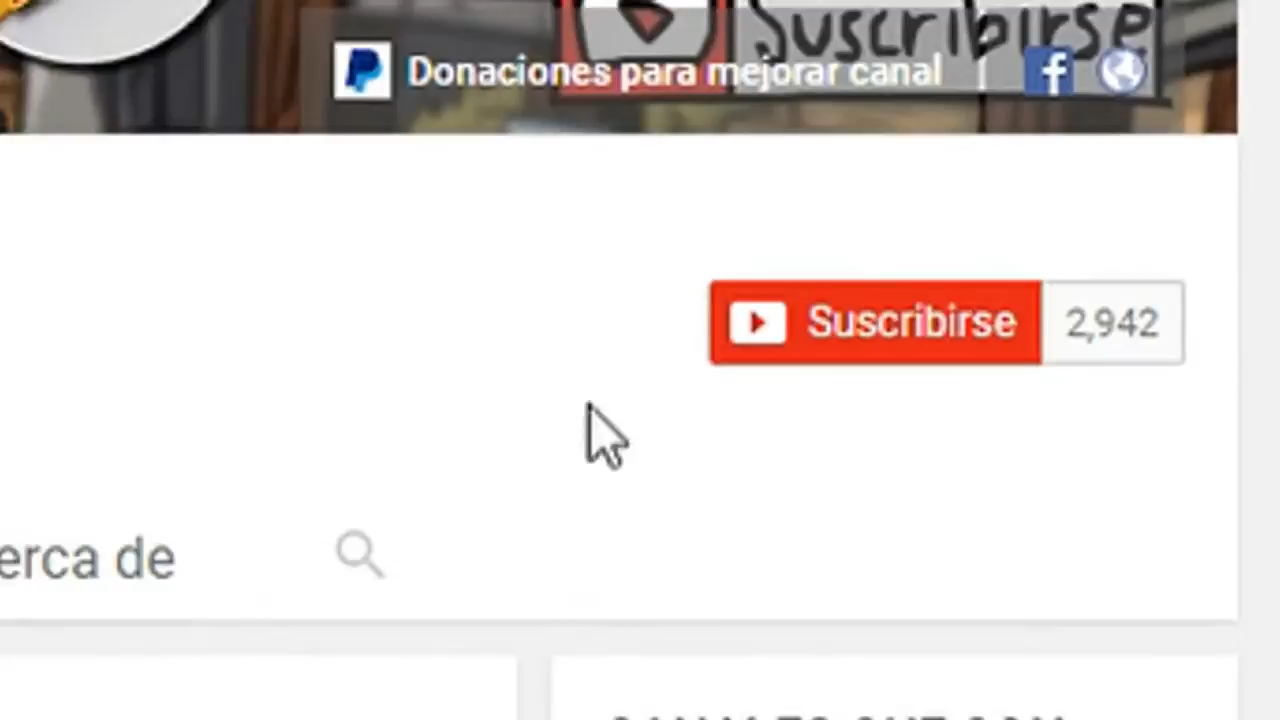 Suscribirse
Donaciones para mejorar canal
Suscribirse 2,942
erca de